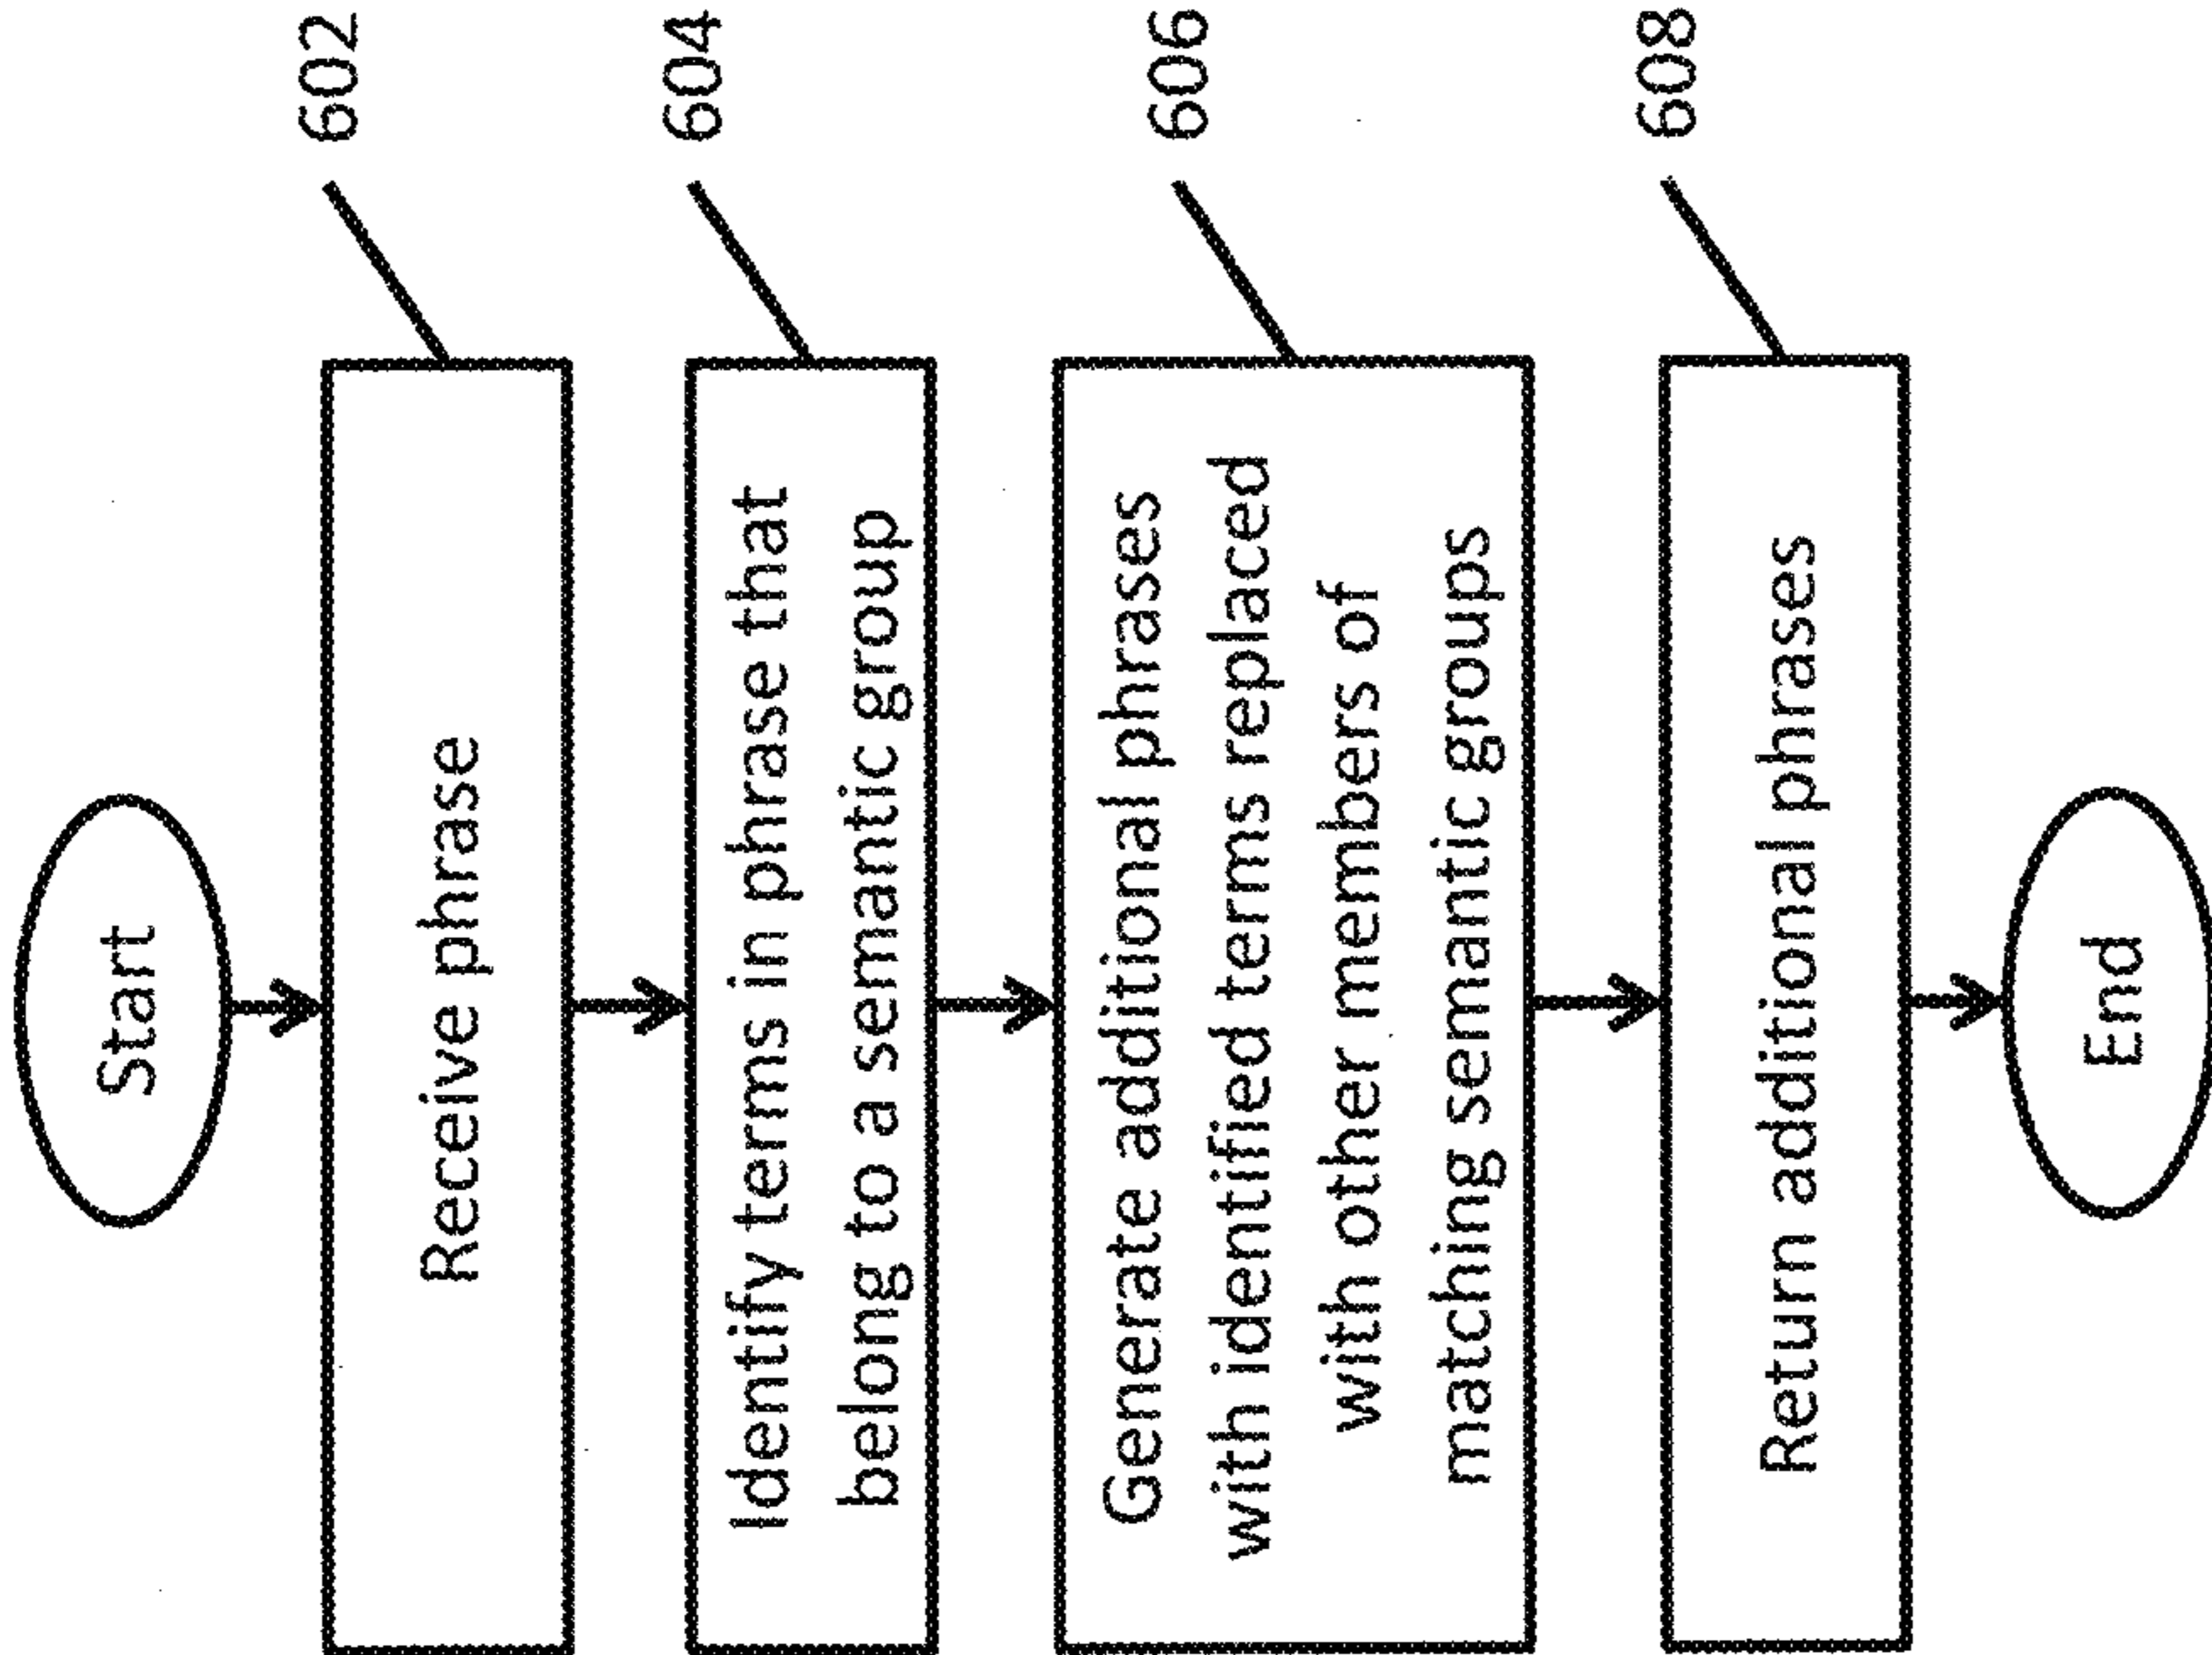 Start
Receive phrase
602
Identify terms in phrase that
belong to a semantic group
604
Generate additional phrases
with identified terms replaced
with other members of
matching semantic groups
606
Return additional phrases
608
End